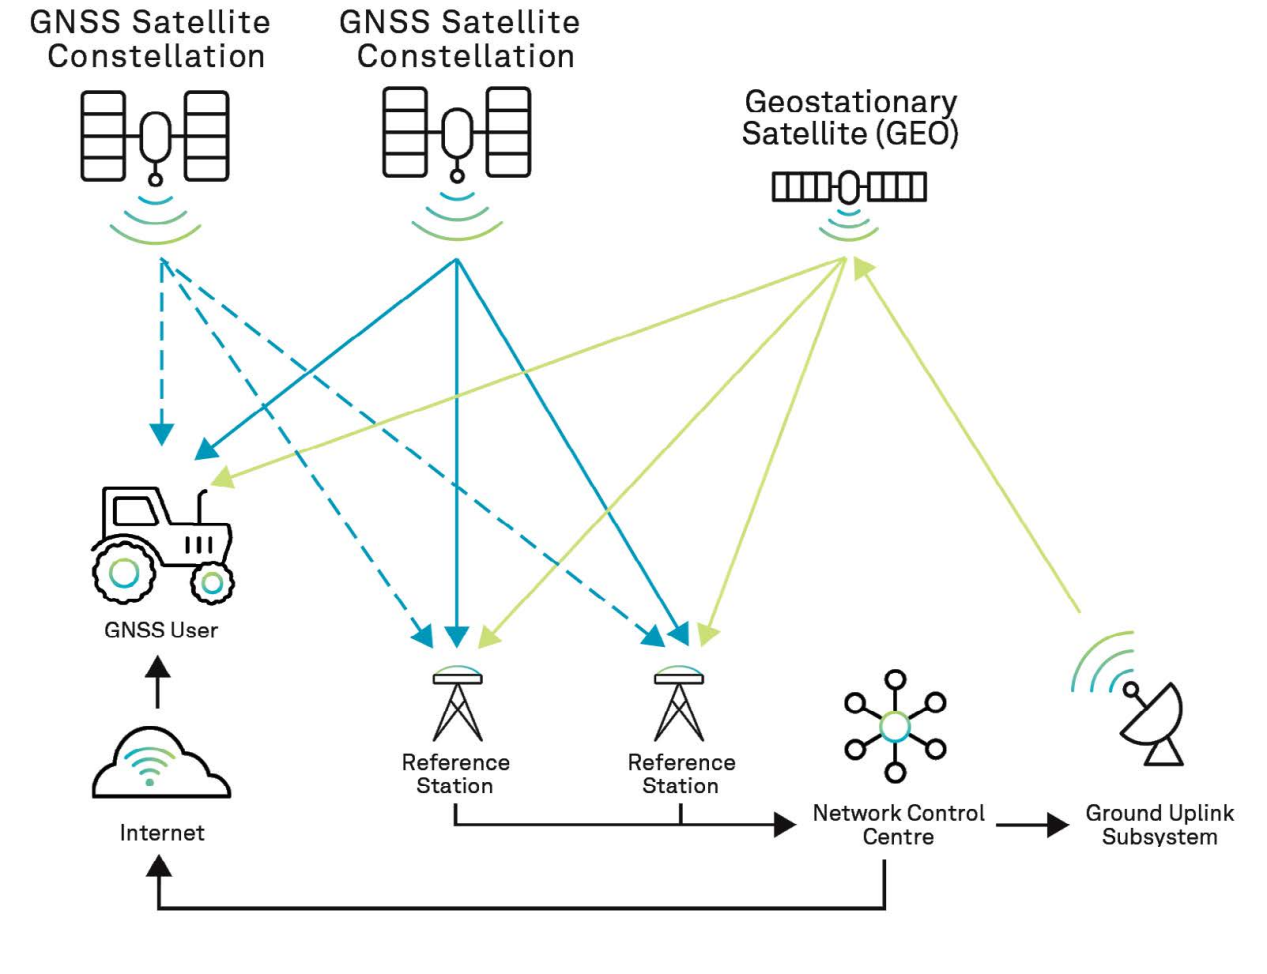 GNSS Satellite
Constellation
GNSS Satellite
Constellation
Geostationary
Satellite (GEO)
GNSS User
Internet
Reference
Station
Reference
Station
Network Control
Centre
Ground Uplink
Subsystem